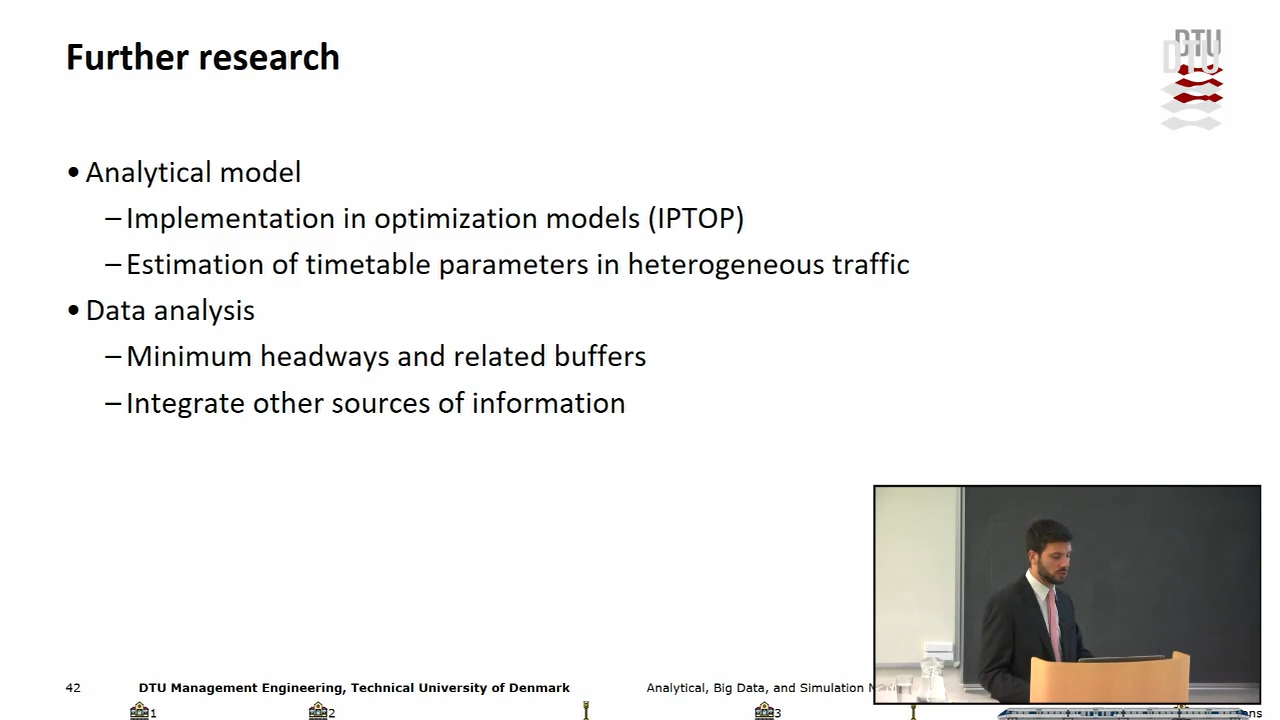 Further research
DTU
DTU
• Analytical model
– Implementation in optimization models (IPTOP)
– Estimation of timetable parameters in heterogeneous traffic
• Data analysis
– Minimum headways and related buffers
– Integrate other sources of information
42 DTU Management Engineering, Technical University of Denmark Analytical, Big Data, and Simulation
1 2 3